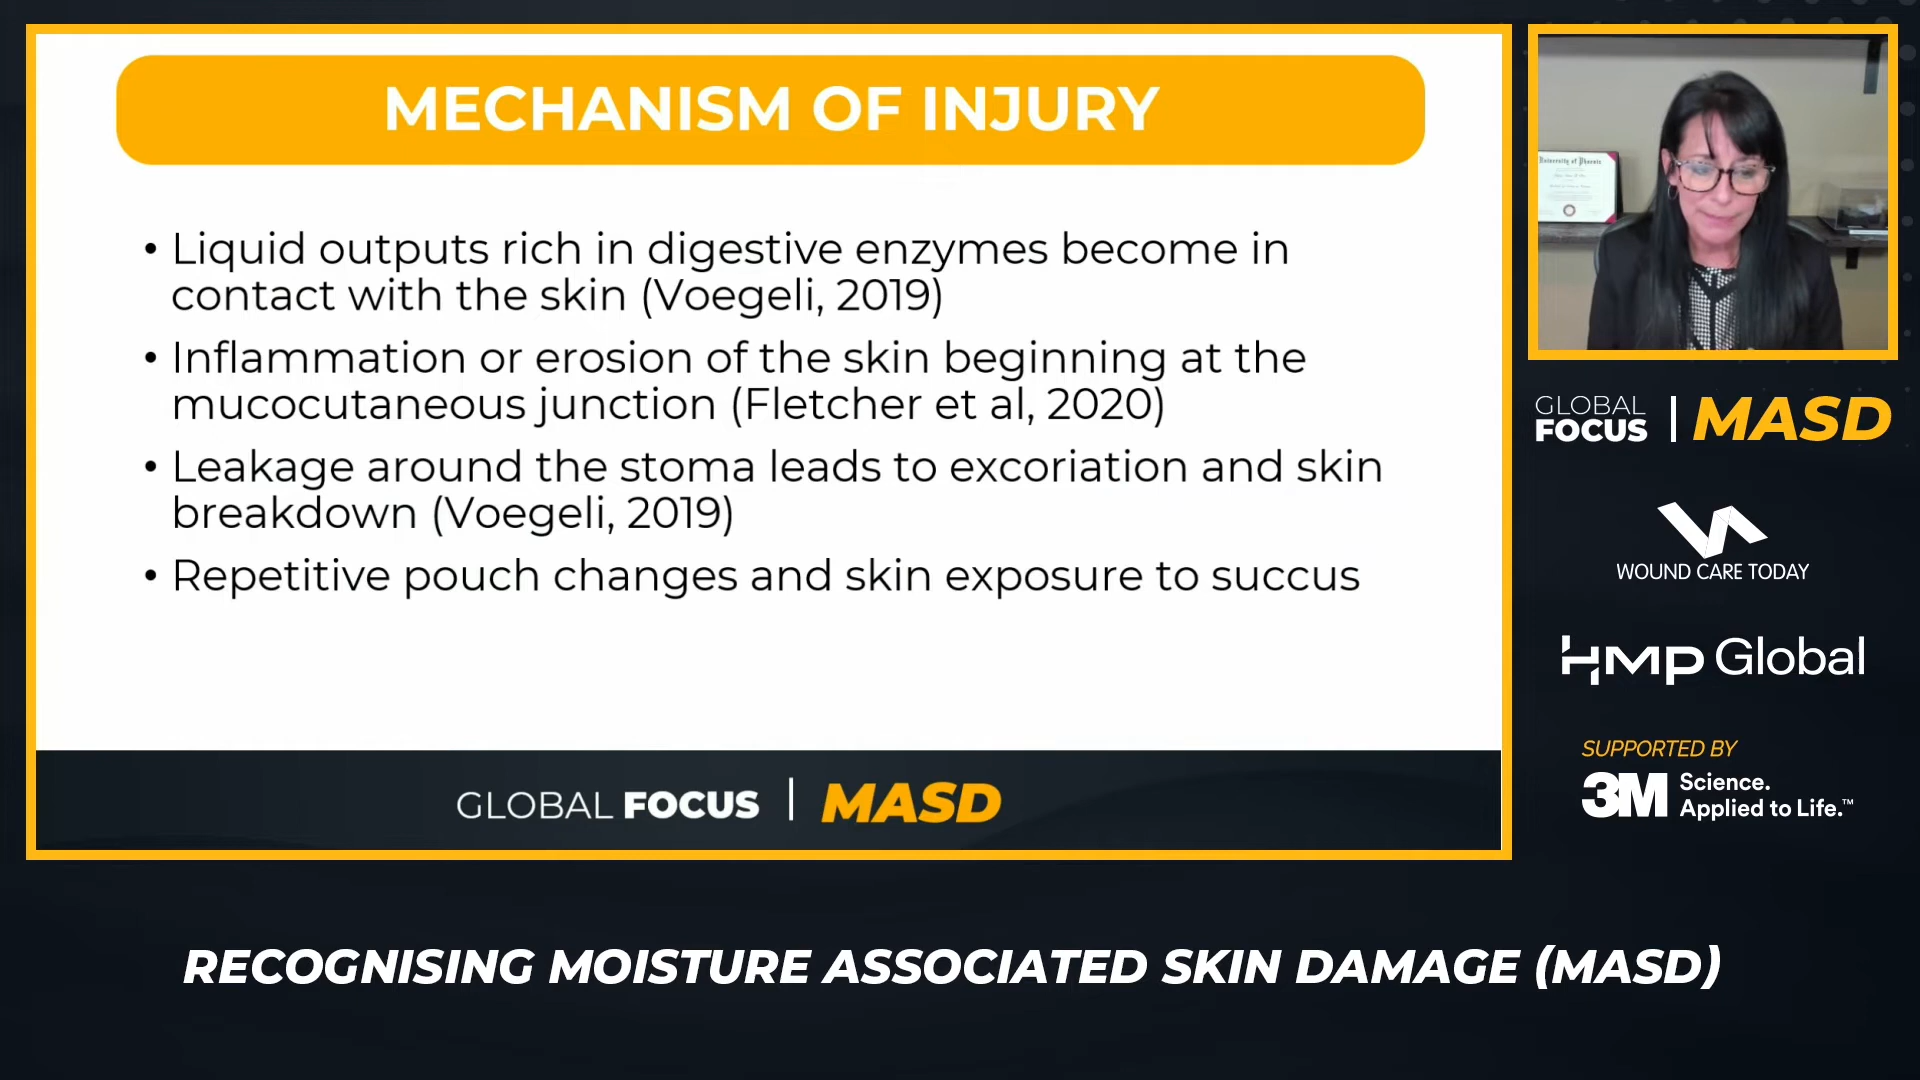 MECHANISM OF INJURY
• Liquid outputs rich in digestive enzymes become in
contact with the skin (Voegeli, 2019)
• Inflammation or erosion of the skin beginning at the
mucocutaneous junction (Fletcher et al, 2020)
• Leakage around the stoma leads to excoriation and skin
breakdown (Voegeli, 2019)
• Repetitive pouch changes and skin exposure to succus
GLOBAL FOCUS | MASD
University of Phoenix
GLOBAL
FOCUS | MASD
WOUND CARE TODAY
HMP Global
SUPPORTED BY
3M Science.
Applied to Life.™
RECOGNISING MOISTURE ASSOCIATED SKIN DAMAGE (MASD)